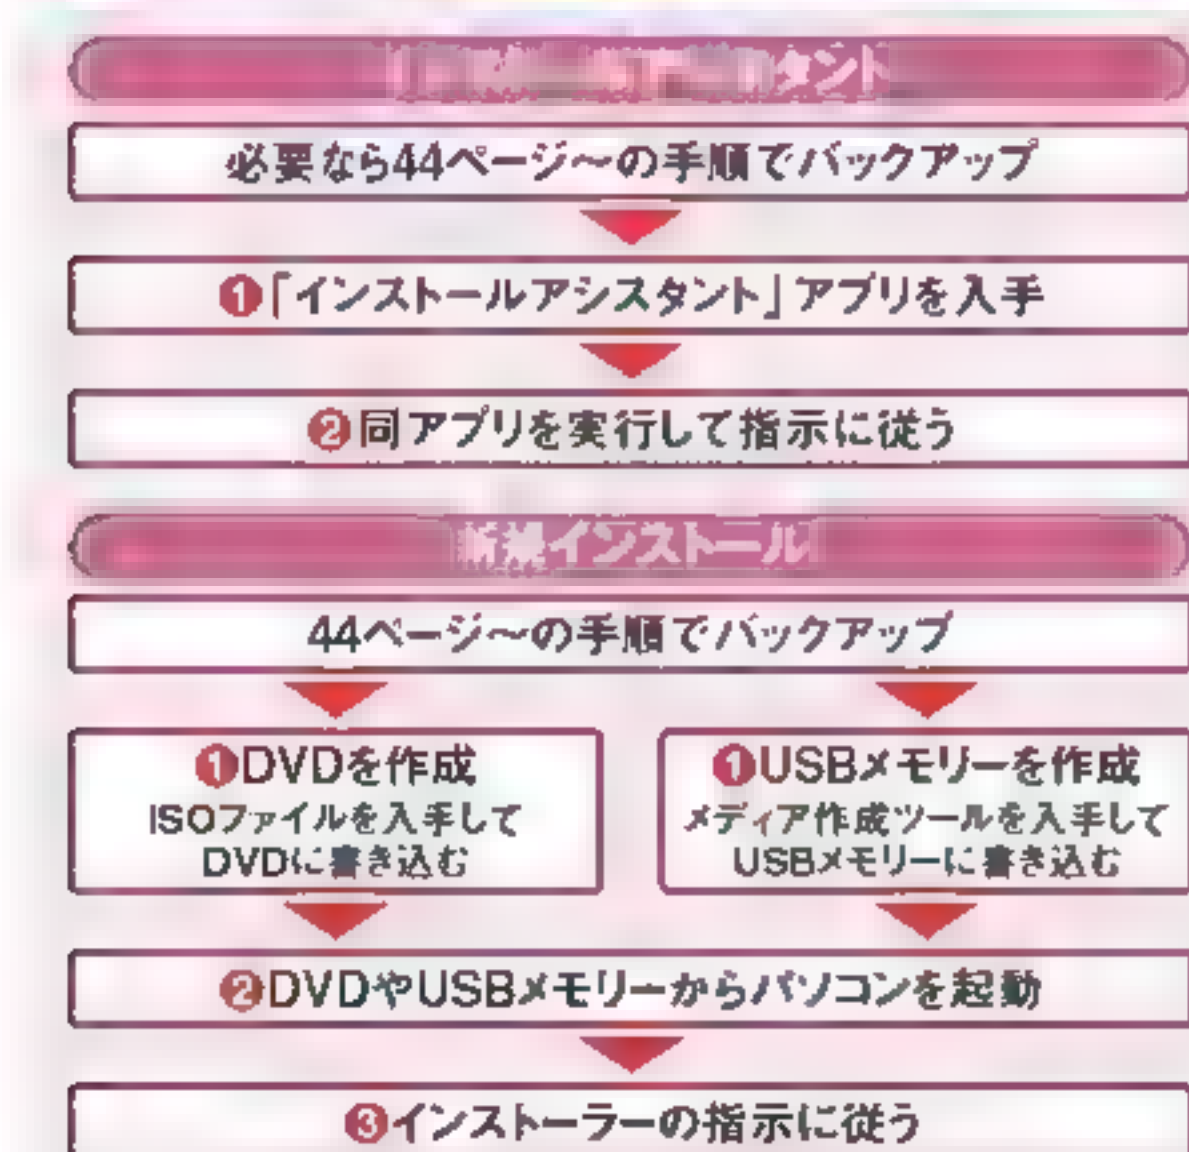 タント
必要なら44ページ〜の手順でバックアップ
❶「インストールアシスタント」アプリを入手
❷同アプリを実行して指示に従う
新規インストール
44ページ〜の手順でバックアップ
❶DVDを作成
ISOファイルを入手して
DVDに書き込む
❶USBメモリーを作成
メディア作成ツールを入手して
USBメモリーに書き込む
❷DVDやUSBメモリーからパソコンを起動
❸インストーラーの指示に従う